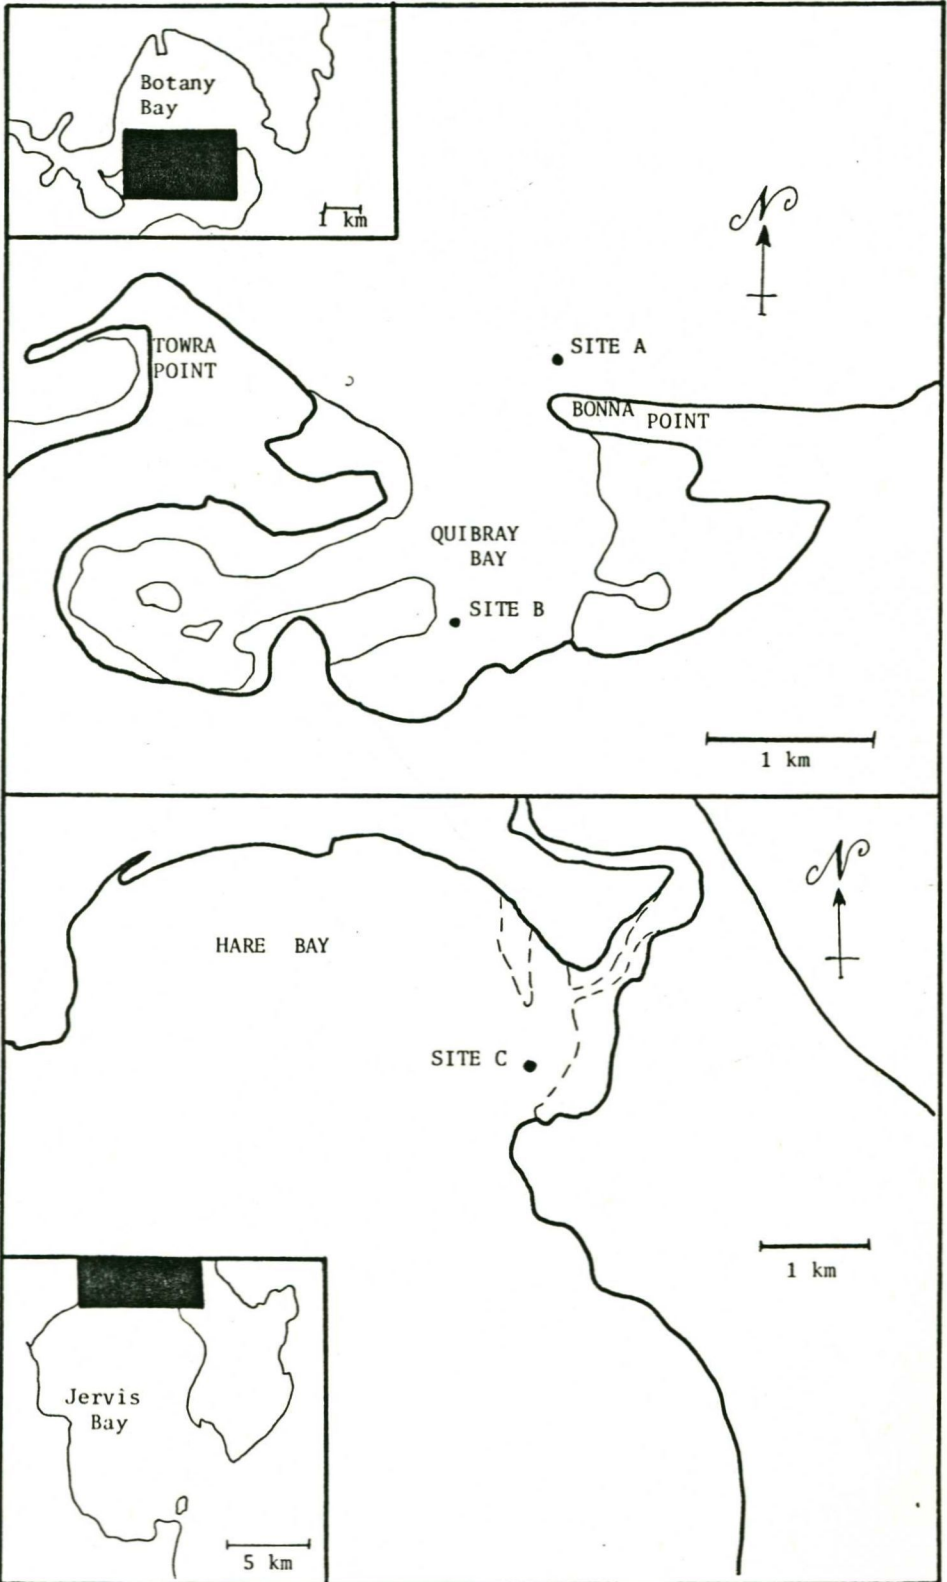 Botany
Bay
1 km
N
SITE A
TOWRA
POINT
BONNA POINT
QUIBRAY
BAY
SITE B
1 km
N
HARE BAY
SITE C
1 km
Jervis
Bay
5 km